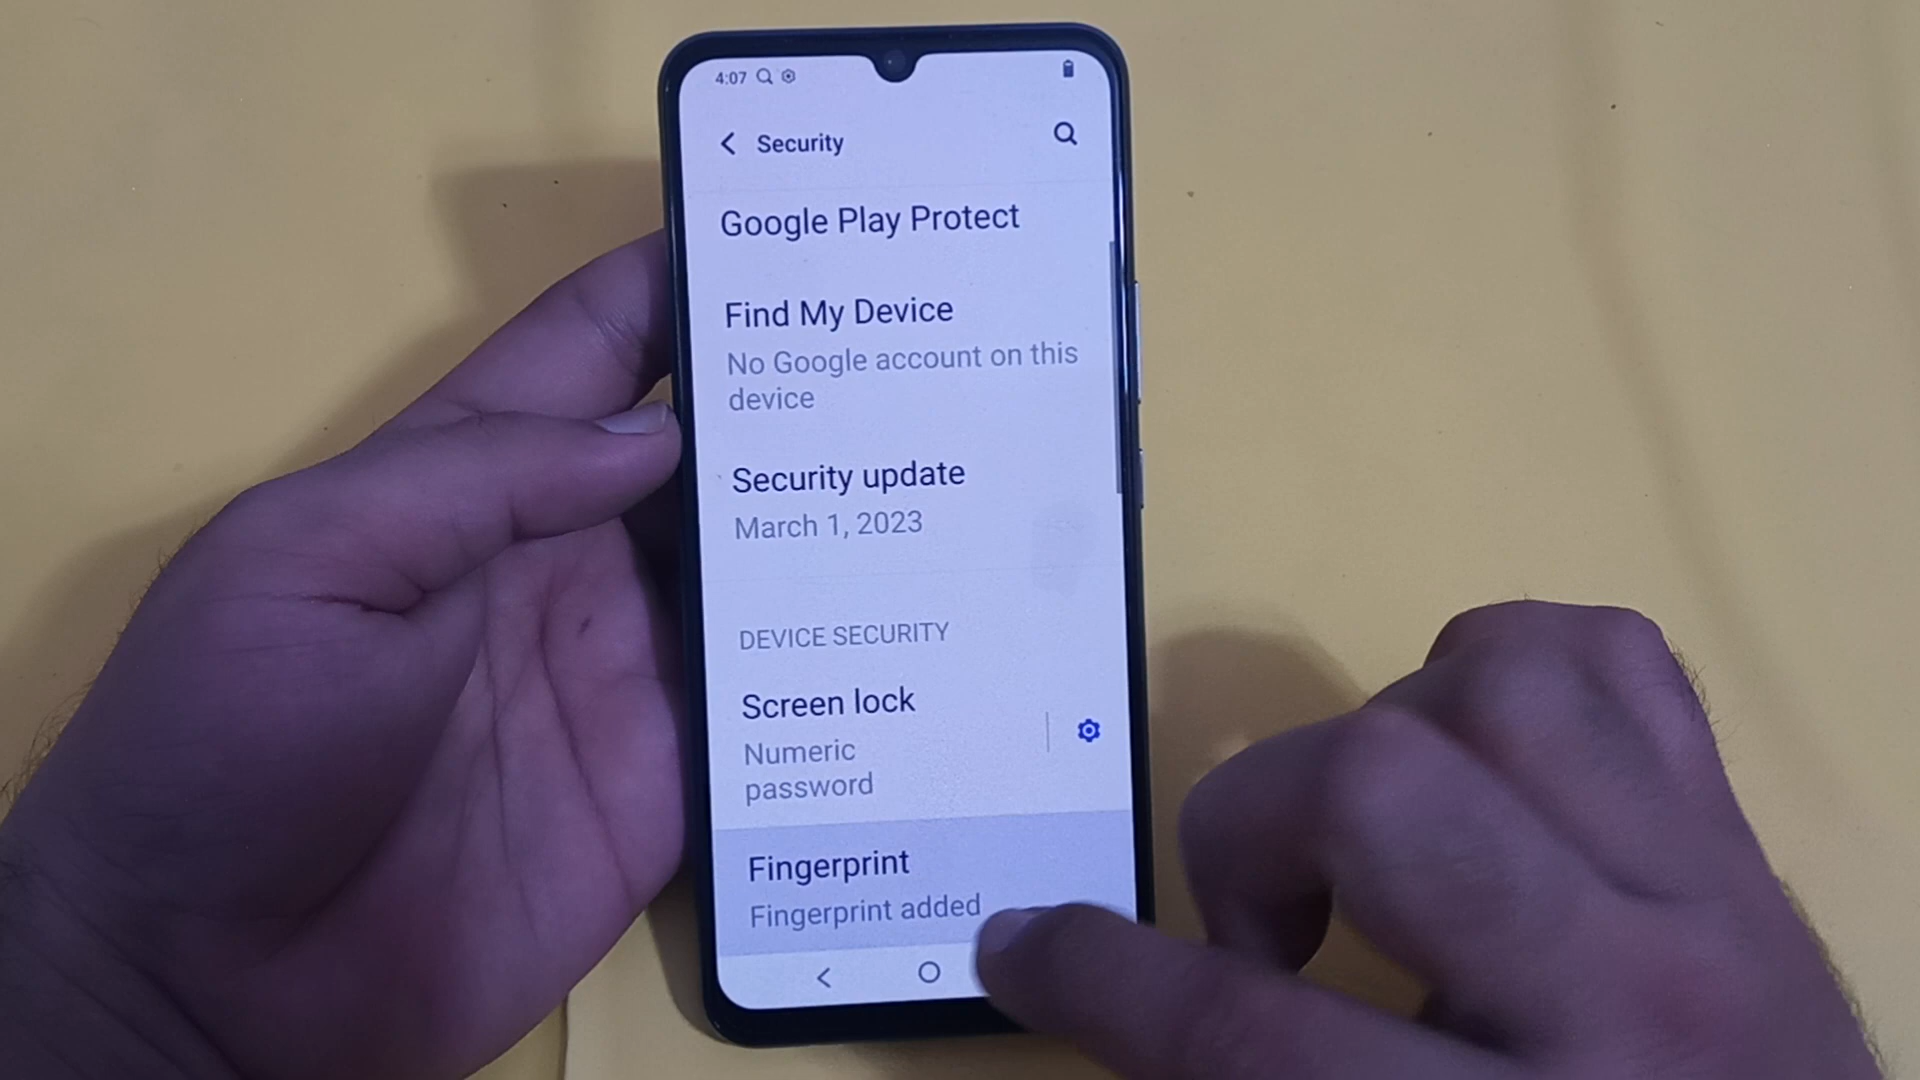 4:07
Security
Google Play Protect
Find My Device
No Google account on this
device
Security update
March 1, 2023
DEVICE SECURITY
Screen lock
Numeric
password
Fingerprint
Fingerprint added